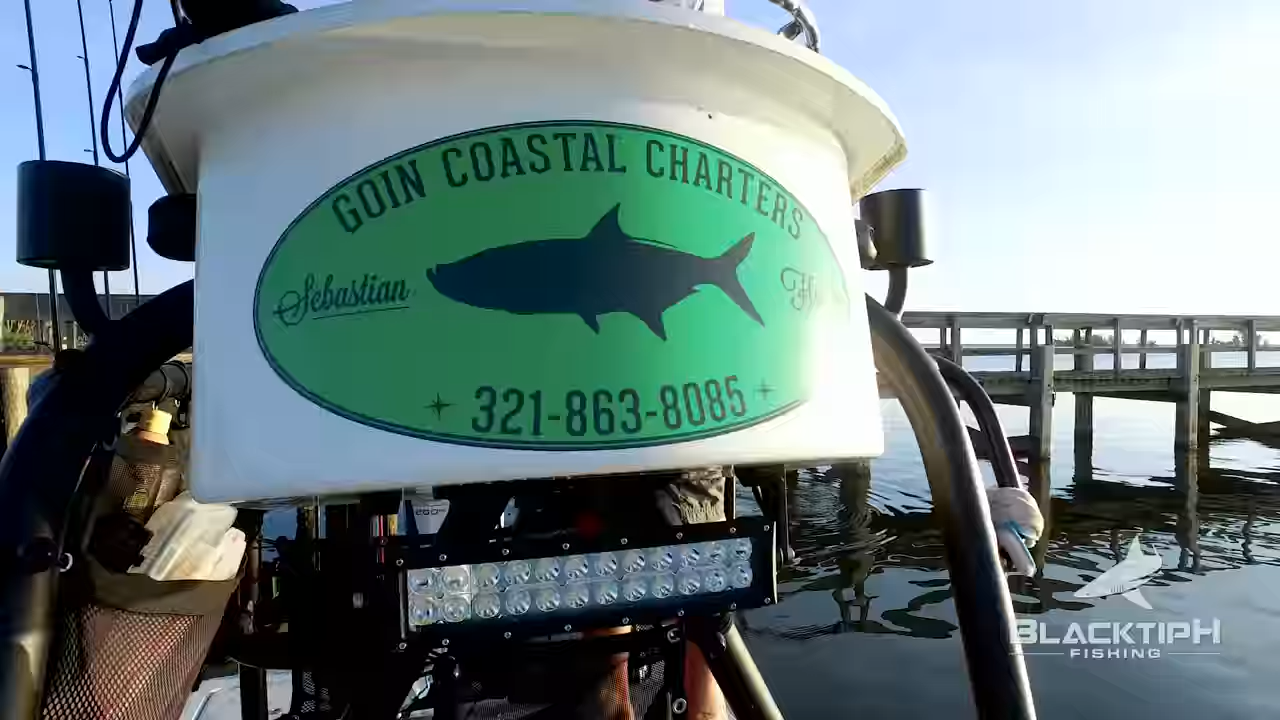 GOIN COASTAL CHARTERS
Sebastian
321-863-8085
BLACKTIPH
FISHING